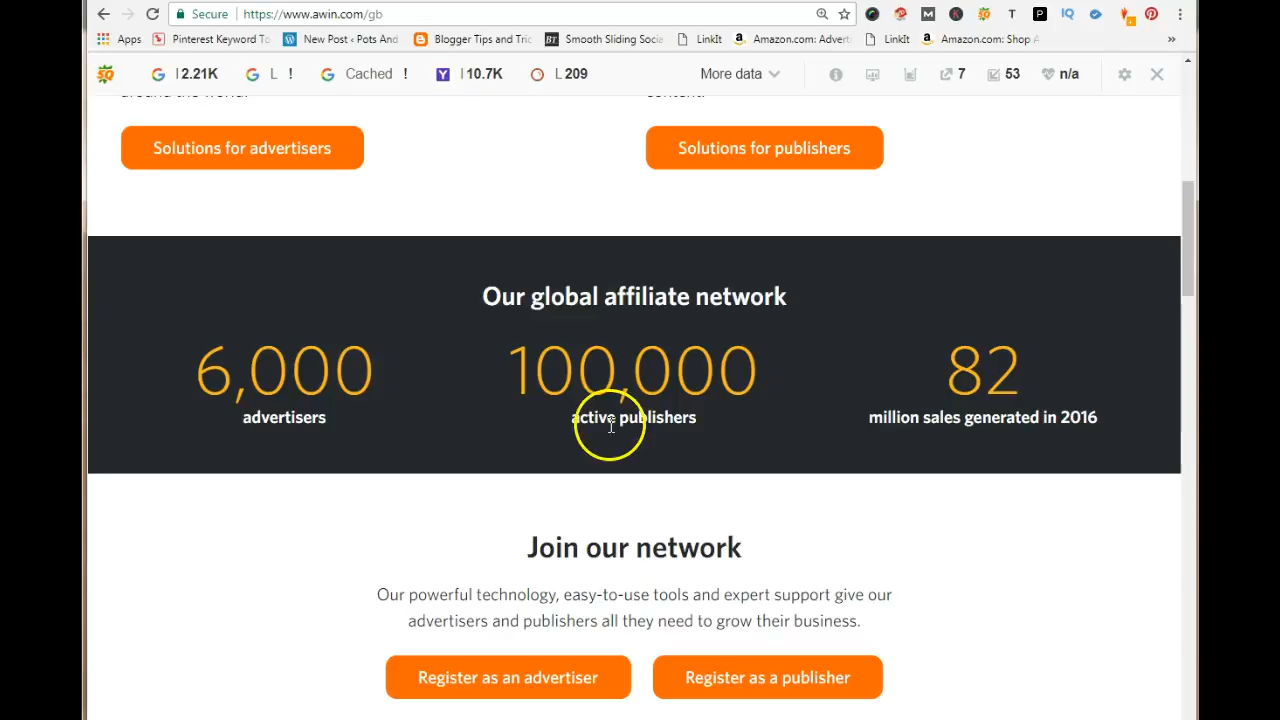 Secure https://www.awin.com/gb
Apps Pinterest Keyword To New Post ‹ Pots And Blogger Tips and Tric Smooth Sliding Socia LinkIt Amazon.com: Advert LinkIt Amazon.com: Shop A »
I 2.21K L ! Cached ! I 10.7K L 209 More data 7 53 n/a
Solutions for advertisers Solutions for publishers
Our global affiliate network
6,000 100,000 82
advertisers active publishers million sales generated in 2016
Join our network
Our powerful technology, easy-to-use tools and expert support give our
advertisers and publishers all they need to grow their business.
Register as an advertiser Register as a publisher